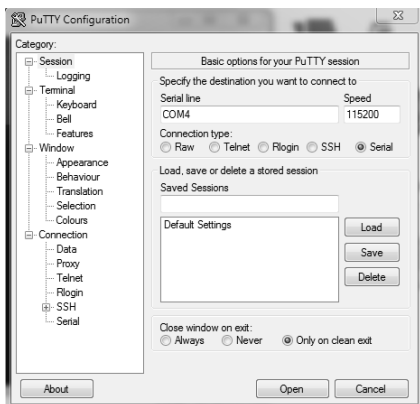 PuTTY Configuration
Category:
Session
Logging
Terminal
Keyboard
Bell
Features
Window
Appearance
Behaviour
Translation
Selection
Colours
Connection
Data
Proxy
Telnet
Rlogin
SSH
Serial
Basic options for your PuTTY session
Specify the destination you want to connect to
Serial line Speed
COM4 115200
Connection type:
Raw Telnet Rlogin SSH Serial
Load, save or delete a stored session
Saved Sessions
Default Settings
Load
Save
Delete
Close window on exit:
Always Never Only on clean exit
About Open Cancel